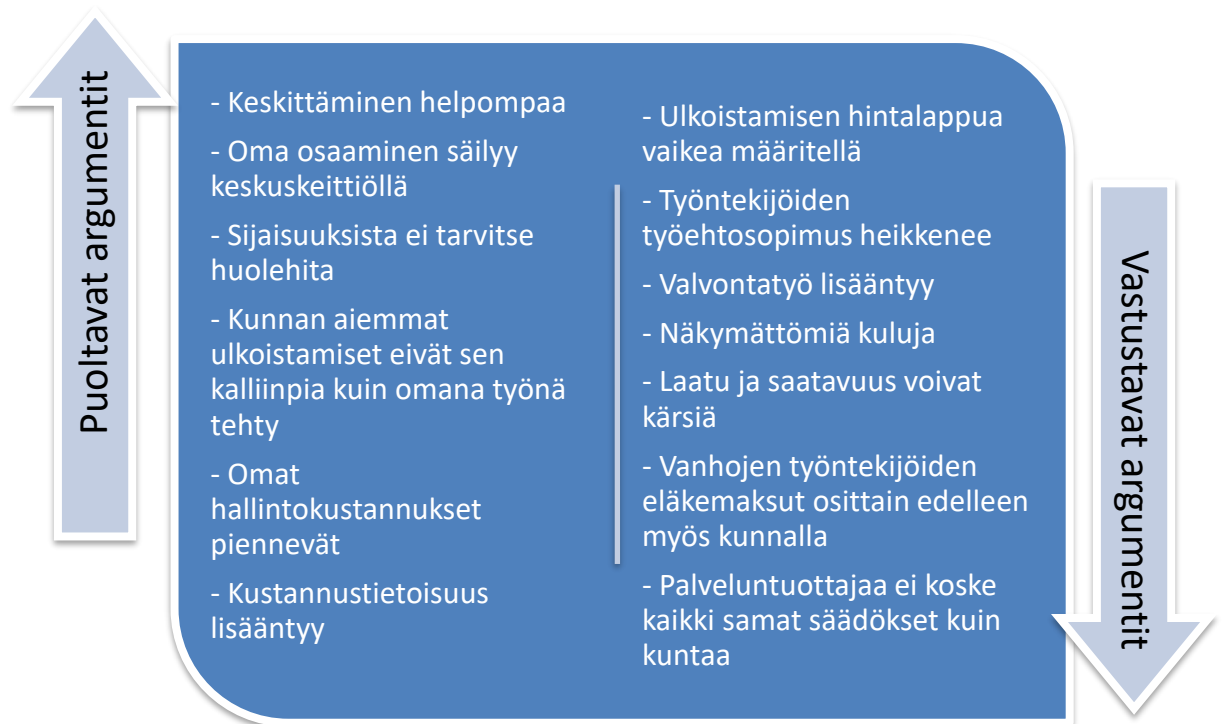 Puoltavat argumentit
- Keskittäminen helpompaa
- Oma osaaminen säilyy
keskuskeittiöllä
- Sijaisuuksista ei tarvitse
huolehita
- Kunnan aiemmat
ulkoistamiset eivät sen
kalliinpia kuin omana työnä
tehty
- Omat
hallintokustannukset
piennevät
- Kustannustietoisuus
lisääntyy
- Ulkoistamisen hintalappua
vaikea määritellä
- Työntekijöiden
työehtosopimus heikkenee
- Valvontatyö lisääntyy
- Näkymättömiä kuluja
- Laatu ja saatavuus voivat
kärsiä
- Vanhojen työntekijöiden
eläkemaksut osittain edelleen
myös kunnalla
- Palveluntuottajaa ei koske
kaikki samat säädökset kuin
kuntaa
Vastustavat argumentit